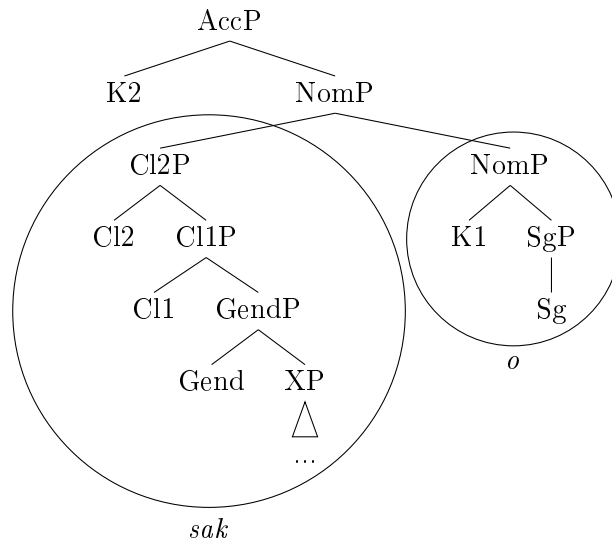 AccP
K2 NomP
Cl2P NomP
Cl2 Cl1P K1 SgP
Cl1 GendP Sg
Gend XP o
...
sak